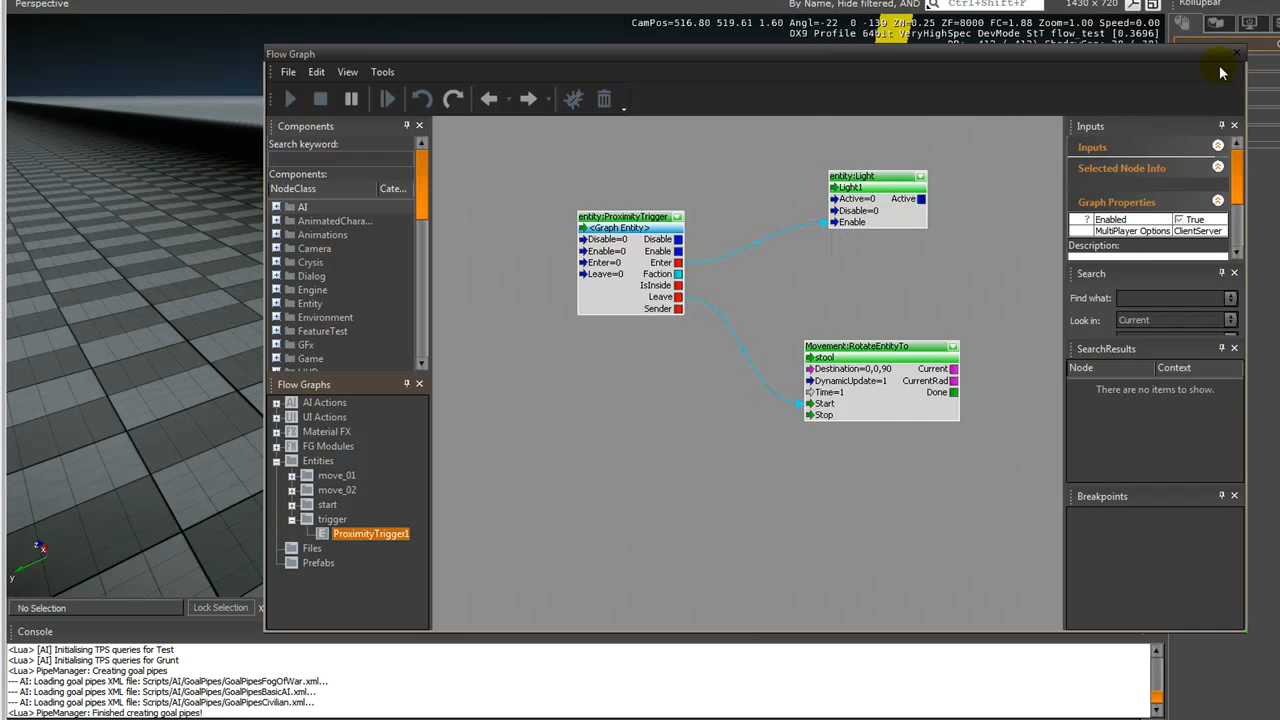 Perspective
By Name, Hide filtered, AND
Ctrl+Shift+F
1430 x 720
RollupBar
CamPos=516.80 519.61 1.60 Angl=-22 0 -139 ZN=0.25 ZF=8000 FC=1.88 Zoom=1.00 Speed=0.00
DX9 Profile 64bit VeryHighSpec DevMode StT flow_test [0.3696]
Flow Graph
File
Edit
View
Tools
Components
Search keyword:
Components:
NodeClass
Cate...
AI
AnimatedChara...
Animations
Camera
Crysis
Dialog
Engine
Entity
Environment
FeatureTest
GFx
Game
Flow Graphs
AI Actions
UI Actions
Material FX
FG Modules
Entities
move_01
move_02
start
trigger
ProximityTrigger1
Files
Prefabs
entity:ProximityTrigger
<Graph Entity>
Disable=0 Disable
Enable=0 Enable
Enter=0 Enter
Leave=0 Faction
IsInside
Leave
Sender
entity:Light
Light1
Active=0 Active
Disable=0
Enable
Movement:RotateEntityTo
stool
Destination=0,0,90 Current
DynamicUpdate=1 CurrentRad
Time=1 Done
Start
Stop
Inputs
Inputs
Selected Node Info
Graph Properties
? Enabled True
MultiPlayer Options ClientServer
Description:
Search
Find what:
Look in: Current
SearchResults
Node Context
There are no items to show.
Breakpoints
No Selection
Lock Selection
X
Console
<Lua> [AI] Initialising TPS queries for Test
<Lua> [AI] Initialising TPS queries for Grunt
<Lua> PipeManager: Creating goal pipes
--- AI: Loading goal pipes XML file: Scripts/AI/GoalPipes/GoalPipesFogOfWar.xml...
--- AI: Loading goal pipes XML file: Scripts/AI/GoalPipes/GoalPipesBasicAI.xml...
--- AI: Loading goal pipes XML file: Scripts/AI/GoalPipes/GoalPipesCivilian.xml...
<Lua> PipeManager: Finished creating goal pipes!
y
z
x